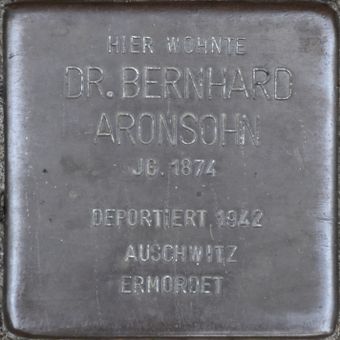 HIER WOHNTE
DR. BERNHARD
ARONSOHN
JG. 1874
DEPORTIERT 1942
AUSCHWITZ
ERMORDET